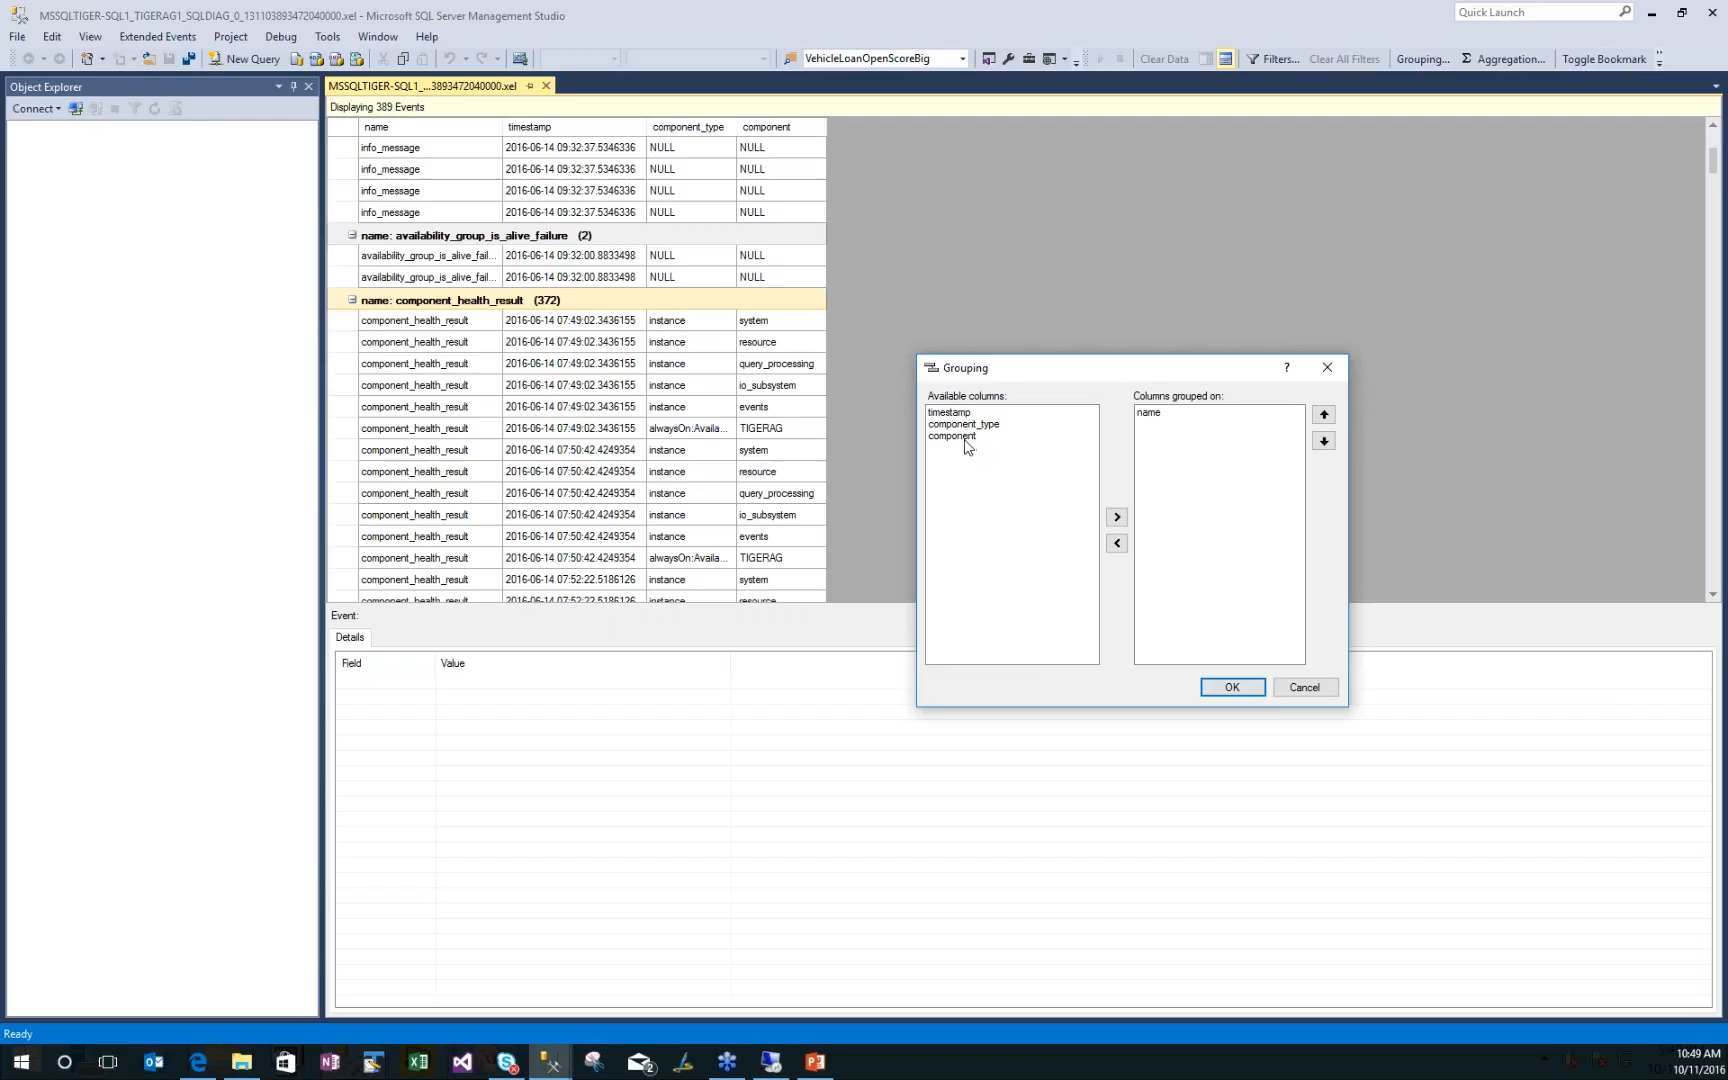 MSSQLTIGER-SQL1_TIGERAG1_SQLDIAG_0_131103893472040000.xel - Microsoft SQL Server Management Studio
Quick Launch
File Edit View Extended Events Project Debug Tools Window Help
New Query
VehicleLoanOpenScoreBig
Clear Data
Filters...
Clear All Filters
Grouping...
Σ Aggregation...
Toggle Bookmark
Object Explorer
MSSQLTIGER-SQL1_...3893472040000.xel
Connect
Displaying 389 Events
name timestamp component_type component
info_message 2016-06-14 09:32:37.5346336 NULL NULL
info_message 2016-06-14 09:32:37.5346336 NULL NULL
info_message 2016-06-14 09:32:37.5346336 NULL NULL
info_message 2016-06-14 09:32:37.5346336 NULL NULL
name: availability_group_is_alive_failure (2)
availability_group_is_alive_fail... 2016-06-14 09:32:00.8833498 NULL NULL
availability_group_is_alive_fail... 2016-06-14 09:32:00.8833498 NULL NULL
name: component_health_result (372)
component_health_result 2016-06-14 07:49:02.3436155 instance system
component_health_result 2016-06-14 07:49:02.3436155 instance resource
component_health_result 2016-06-14 07:49:02.3436155 instance query_processing
component_health_result 2016-06-14 07:49:02.3436155 instance io_subsystem
component_health_result 2016-06-14 07:49:02.3436155 instance events
component_health_result 2016-06-14 07:49:02.3436155 alwaysOn:Availa... TIGERAG
component_health_result 2016-06-14 07:50:42.4249354 instance system
component_health_result 2016-06-14 07:50:42.4249354 instance resource
component_health_result 2016-06-14 07:50:42.4249354 instance query_processing
component_health_result 2016-06-14 07:50:42.4249354 instance io_subsystem
component_health_result 2016-06-14 07:50:42.4249354 instance events
component_health_result 2016-06-14 07:50:42.4249354 alwaysOn:Availa... TIGERAG
component_health_result 2016-06-14 07:52:22.5186126 instance system
component_health_result 2016-06-14 07:52:22.5186126 instance resource
Grouping
Available columns:
timestamp
component_type
component
Columns grouped on:
name
OK Cancel
Event:
Details
Field Value
Ready
10:49 AM
10/11/2016